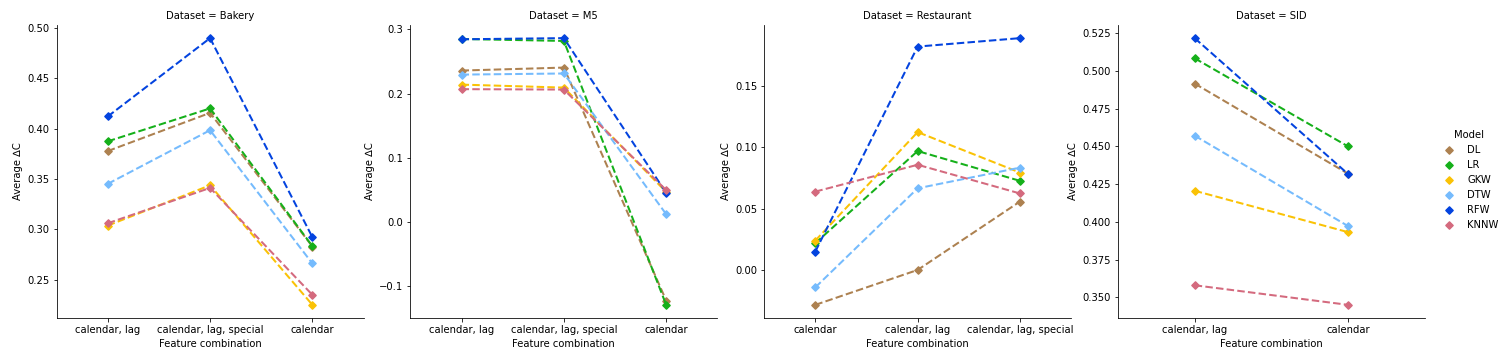 Dataset = Bakery
0.50
0.45
0.40
0.35
0.30
0.25
Average ΔC
calendar, lag
calendar, lag, special
calendar
Feature combination
Dataset = M5
0.3
0.2
0.1
0.0
−0.1
Average ΔC
calendar, lag
calendar, lag, special
calendar
Feature combination
Dataset = Restaurant
0.15
0.10
0.05
0.00
Average ΔC
calendar
calendar, lag
calendar, lag, special
Feature combination
Dataset = SID
0.525
0.500
0.475
0.450
0.425
0.400
0.375
0.350
Average ΔC
calendar, lag
calendar
Feature combination
Model
DL
LR
GKW
DTW
RFW
KNNW